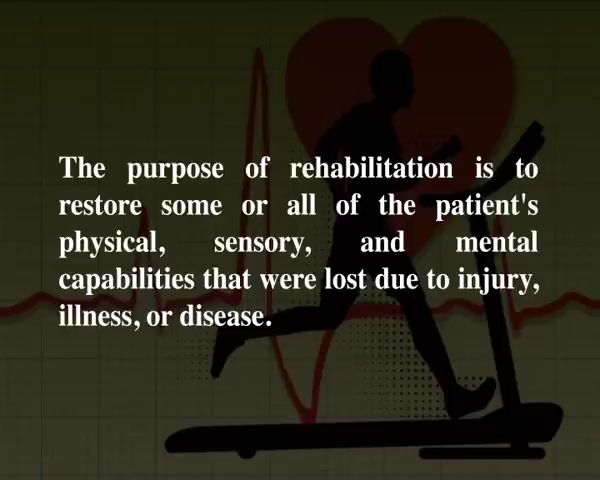 The purpose of rehabilitation is to
restore some or all of the patient's
physical, sensory, and mental
capabilities that were lost due to injury,
illness, or disease.